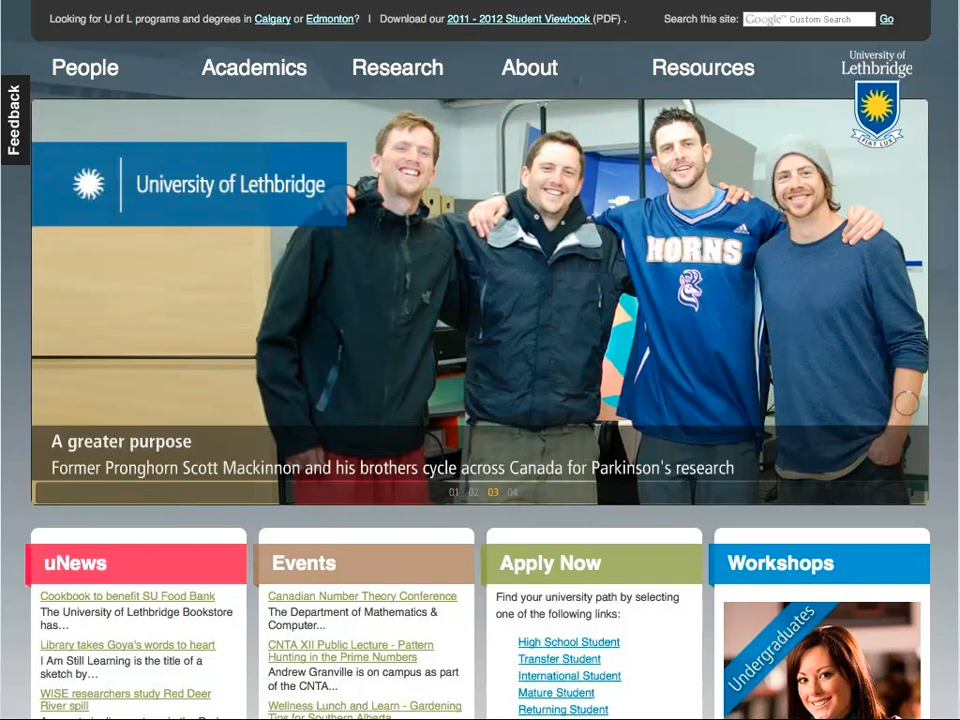 Looking for U of L programs and degrees in Calgary or Edmonton? I Download our 2011 - 2012 Student Viewbook (PDF) .
Search this site: Google™ Custom Search Go
People Academics Research About Resources
University of
Lethbridge
FIAT LUX
Feedback
University of Lethbridge
HORNS
adidas
A greater purpose
Former Pronghorn Scott Mackinnon and his brothers cycle across Canada for Parkinson's research
01 02 03 04
uNews
Cookbook to benefit SU Food Bank
The University of Lethbridge Bookstore
has...
Library takes Goya's words to heart
I Am Still Learning is the title of a
sketch by...
WISE researchers study Red Deer
River spill
Events
Canadian Number Theory Conference
The Department of Mathematics &
Computer...
CNTA XII Public Lecture - Pattern
Hunting in the Prime Numbers
Andrew Granville is on campus as part
of the CNTA...
Wellness Lunch and Learn - Gardening
Tips for Southern Alberta
Apply Now
Find your university path by selecting
one of the following links:
High School Student
Transfer Student
International Student
Mature Student
Returning Student
Workshops
Undergraduates